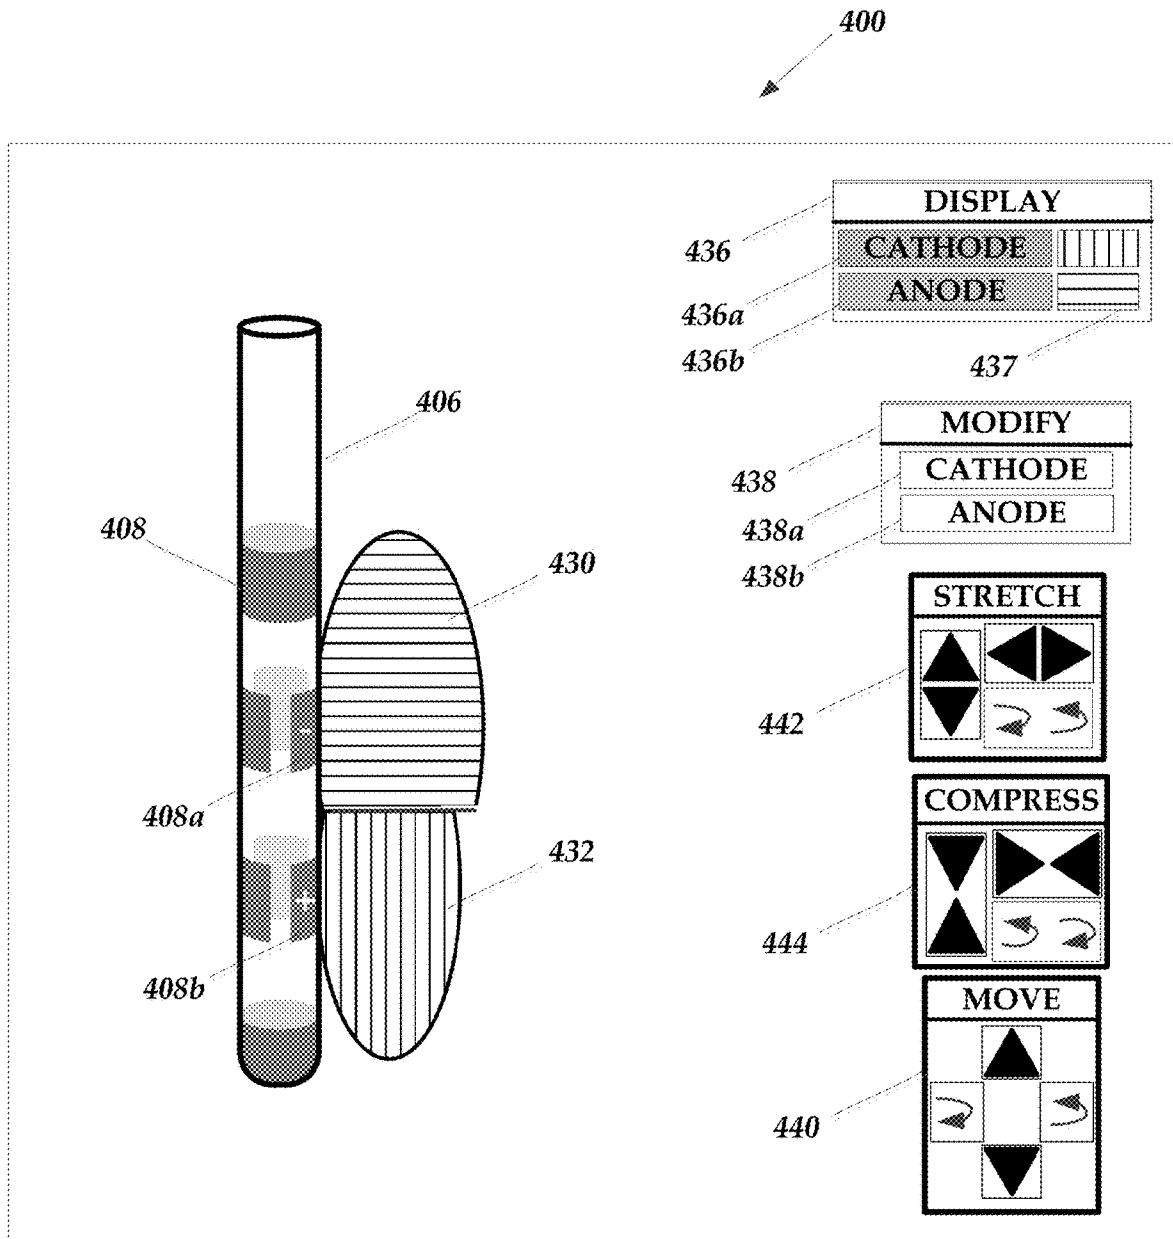 400
DISPLAY
436
CATHODE
436a
ANODE
436b
437
406
MODIFY
438
CATHODE
438a
ANODE
438b
408
430
STRETCH
442
408a
COMPRESS
432
444
408b
MOVE
440